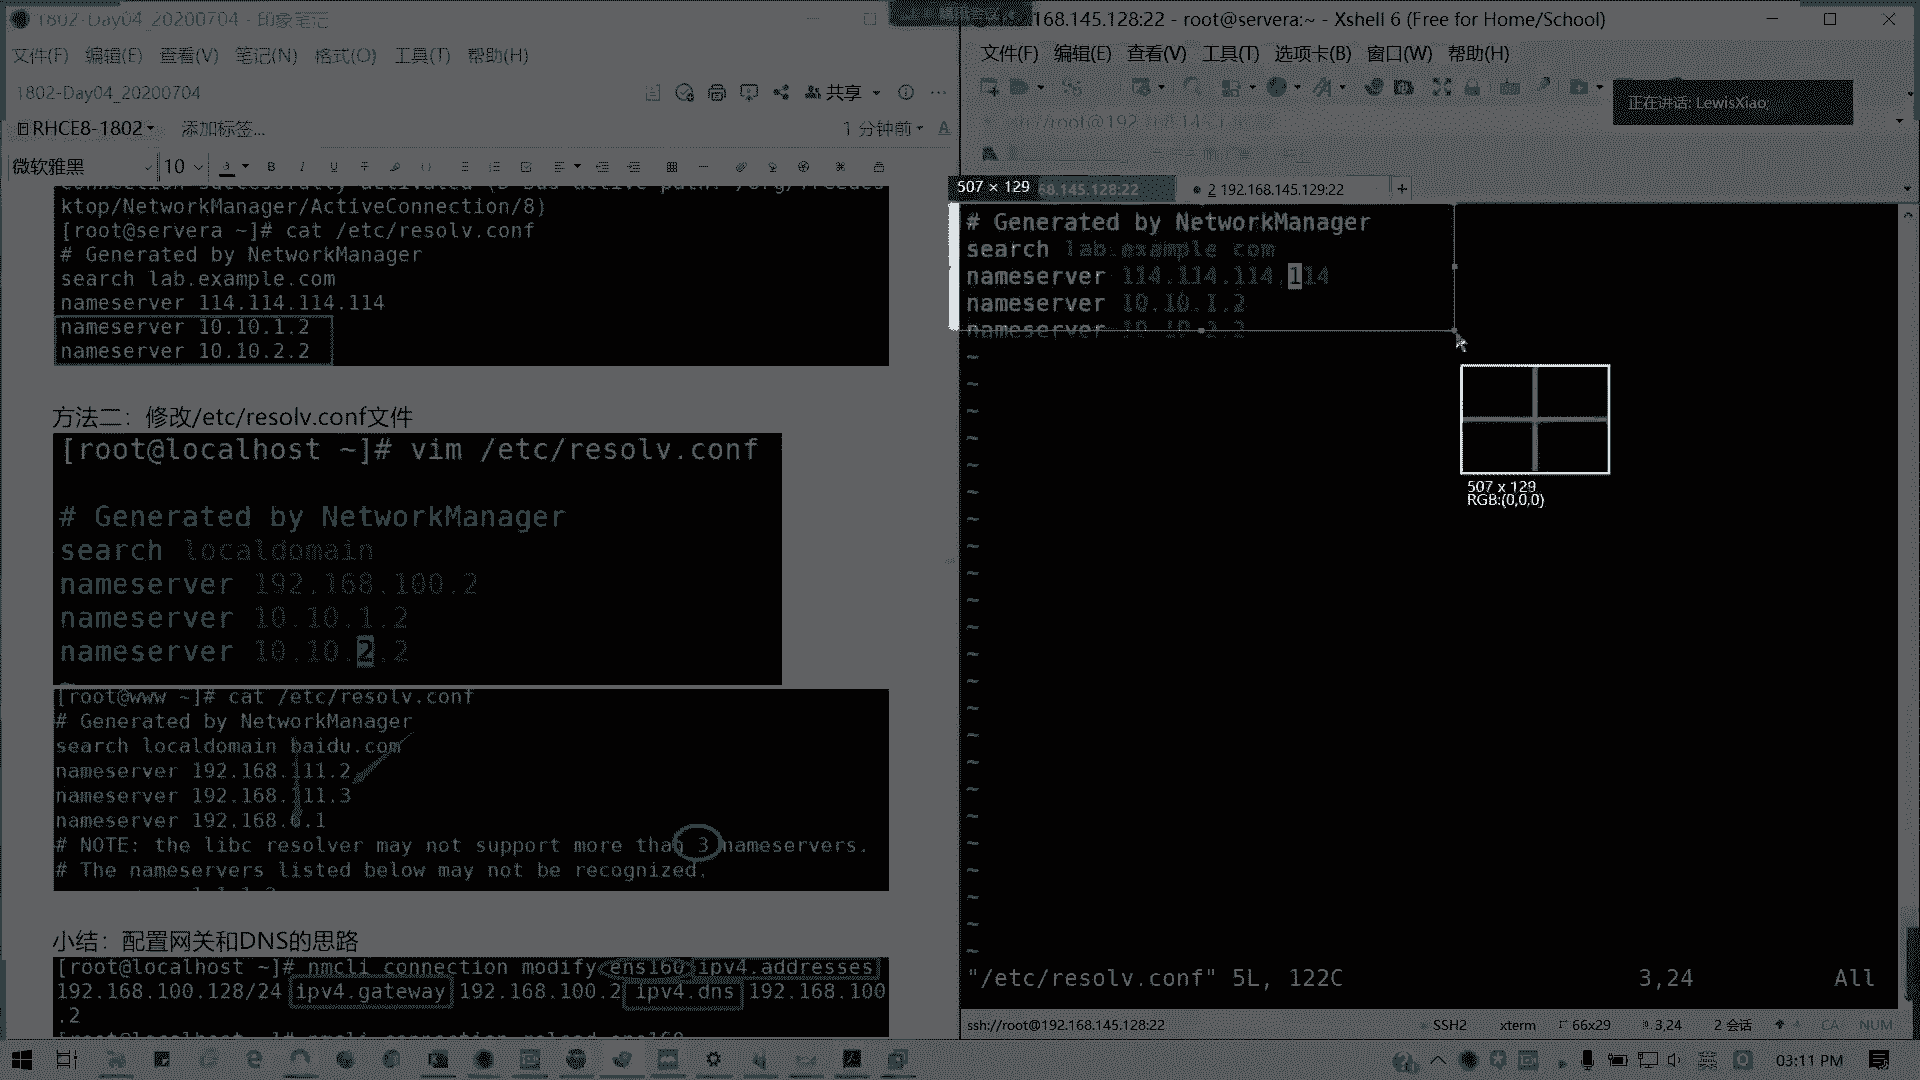 1802-Day04_20200704 - 印象笔记
文件(F) 编辑(E) 查看(V) 笔记(N) 格式(O) 工具(T) 帮助(H)
1802-Day04_20200704
共享
RHCE8-1802
添加标签...
1 分钟前
微软雅黑
10
ktop/NetworkManager/ActiveConnection/8)
[root@servera ~]# cat /etc/resolv.conf
# Generated by NetworkManager
search lab.example.com
nameserver 114.114.114.114
nameserver 10.10.1.2
nameserver 10.10.2.2
方法二：修改/etc/resolv.conf文件
[root@localhost ~]# vim /etc/resolv.conf
# Generated by NetworkManager
search localdomain
nameserver 192.168.100.2
nameserver 10.10.1.2
nameserver 10.10.2.2
[root@www ~]# cat /etc/resolv.conf
# Generated by NetworkManager
search localdomain baidu.com
nameserver 192.168.111.2
nameserver 192.168.111.3
nameserver 192.168.6.1
# NOTE: the libc resolver may not support more than 3 nameservers.
# The nameservers listed below may not be recognized.
小结：配置网关和DNS的思路
[root@localhost ~]# nmcli connection modify ens160 ipv4.addresses
192.168.100.128/24 ipv4.gateway 192.168.100.2 ipv4.dns 192.168.100
.2
168.145.128:22 - root@servera:~ - Xshell 6 (Free for Home/School)
文件(F) 编辑(E) 查看(V) 工具(T) 选项卡(B) 窗口(W) 帮助(H)
正在讲话: LewisXiao;
507 × 129
68.145.128:22
2 192.168.145.129:22
# Generated by NetworkManager
search lab.example.com
nameserver 114.114.114.114
nameserver 10.10.1.2
nameserver 10.10.2.2
507 x 129
RGB:(0,0,0)
"/etc/resolv.conf" 5L, 122C 3,24 All
ssh://root@192.168.145.128:22 SSH2 xterm 66x29 3,24 2 会话 CA NUM
英
03:11 PM